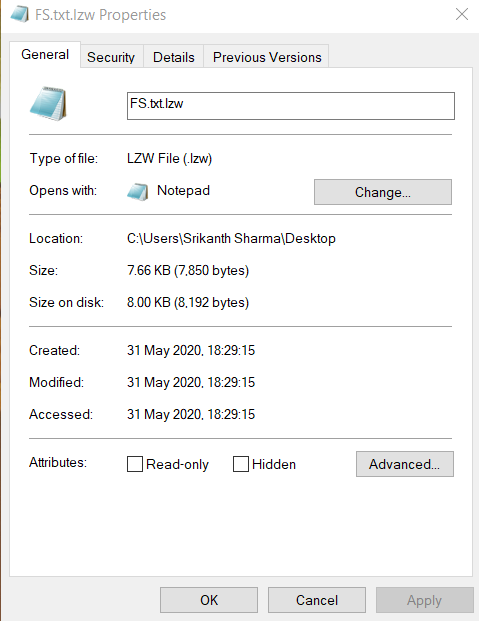 FS.txt.lzw Properties
General Security Details Previous Versions
FS.txt.lzw
Type of file: LZW File (.lzw)
Opens with: Notepad Change...
Location: C:\Users\Srikanth Sharma\Desktop
Size: 7.66 KB (7,850 bytes)
Size on disk: 8.00 KB (8,192 bytes)
Created: 31 May 2020, 18:29:15
Modified: 31 May 2020, 18:29:15
Accessed: 31 May 2020, 18:29:15
Attributes: Read-only Hidden Advanced...
OK Cancel Apply